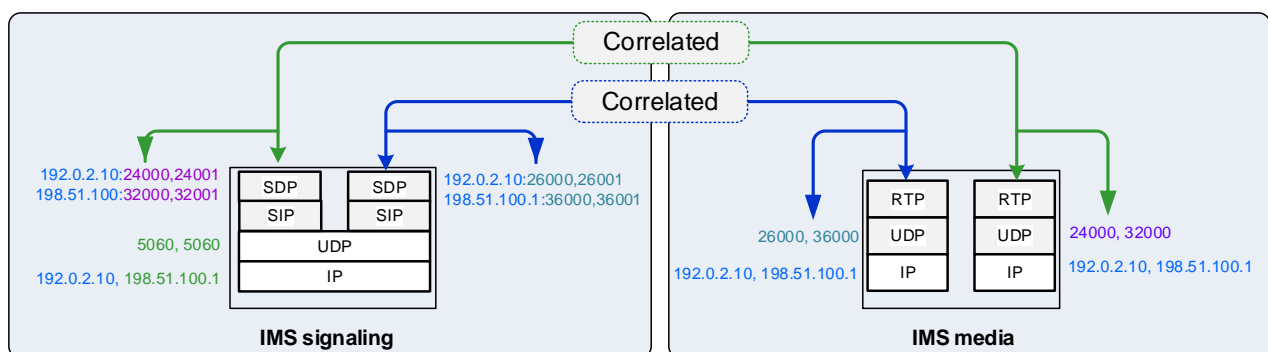 Correlated
Correlated
192.0.2.10:24000,24001
198.51.100:32000,32001
SDP
SDP
192.0.2.10:26000,26001
198.51.100.1:36000,36001
SIP
SIP
5060, 5060
UDP
192.0.2.10, 198.51.100.1
IP
IMS signaling
RTP
RTP
26000, 36000
UDP
UDP
24000, 32000
192.0.2.10, 198.51.100.1
IP
IP
192.0.2.10, 198.51.100.1
IMS media